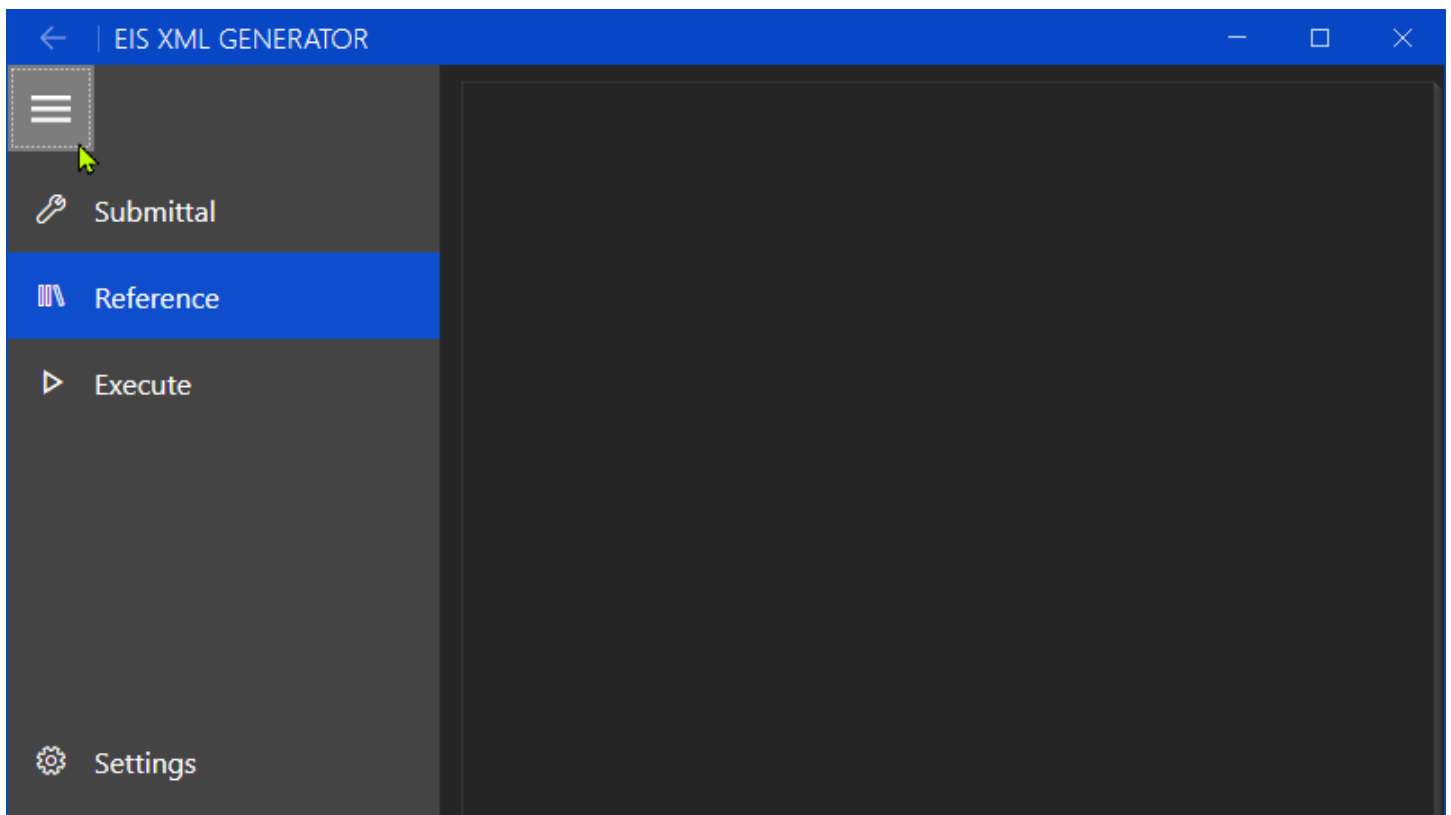 EIS XML GENERATOR
Submittal
Reference
Execute
Settings